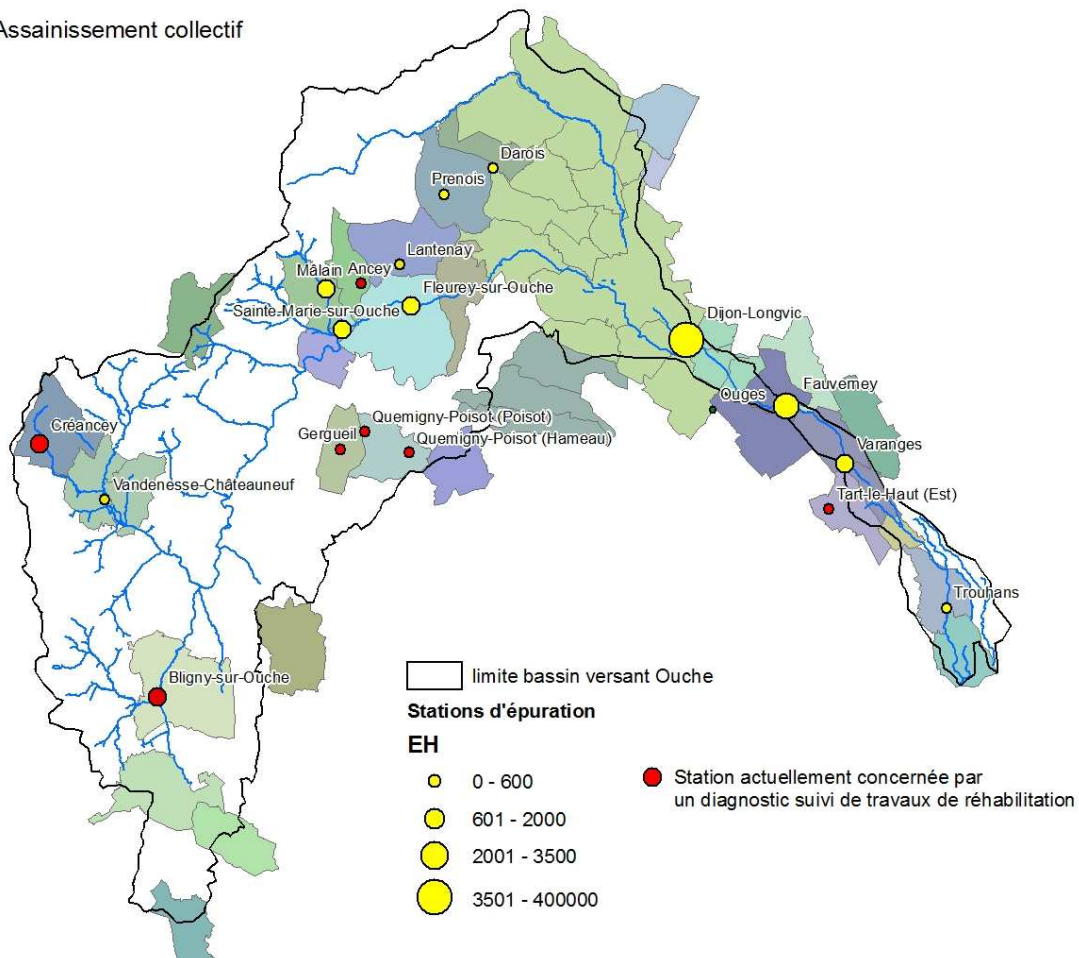 Assainissement collectif
Darois
Prenois
Lantenay
Mâlain
Ancey
Fleurey-sur-Ouche
Sainte-Marie-sur-Ouche
Dijon-Longvic
Fauverney
Ouges
Créancey
Quemigny-Poisot (Poisot)
Gergueil
Quemigny-Poisot (Hameau)
Varanges
Vandenesse-Châteauneuf
Tart-le-Haut (Est)
Trouhans
Bligny-sur-Ouche
limite bassin versant Ouche
Stations d'épuration
EH
0 - 600
601 - 2000
2001 - 3500
3501 - 400000
Station actuellement concernée par
un diagnostic suivi de travaux de réhabilitation